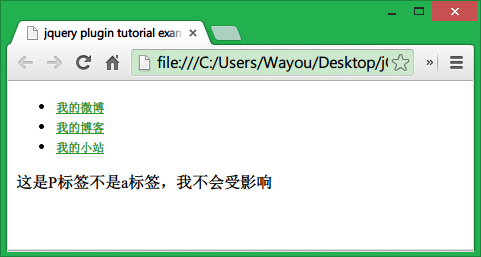 jquery plugin tutorial exam
file:///C:/Users/Wayou/Desktop/j
我的微博
我的博客
我的小站
这是P标签不是a标签，我不会受影响